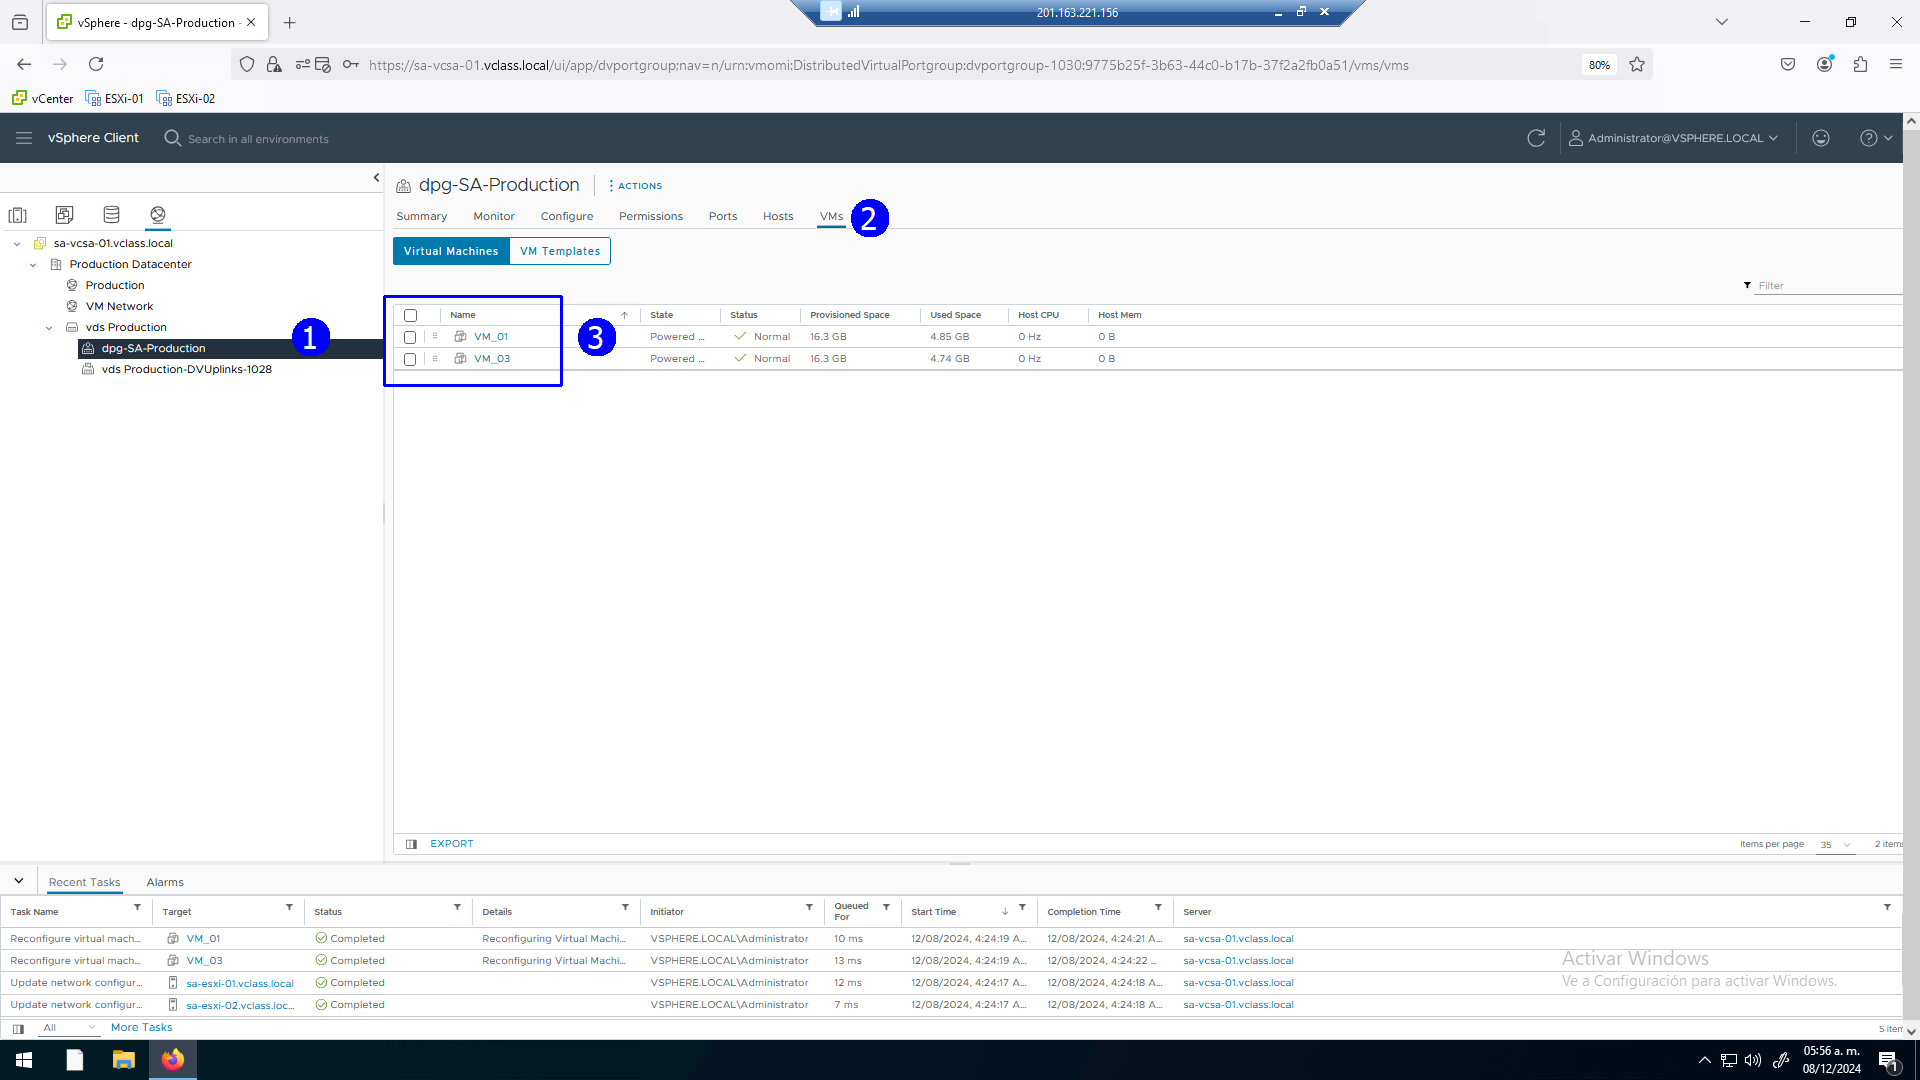 vSphere - dpg-SA-Production -
201.163.221.156
https://sa-vcsa-01.vclass.local/ui/app/dvportgroup;nav=n/urn:vmomi:DistributedVirtualPortgroup:dvportgroup-1030:9775b25f-3b63-44c0-b17b-37f2a2fb0a51/vms/vms
80%
vCenter ESXi-01 ESXi-02
vSphere Client Search in all environments Administrator@VSPHERE.LOCAL
dpg-SA-Production ACTIONS
Summary Monitor Configure Permissions Ports Hosts VMs 2
Virtual Machines VM Templates
sa-vcsa-01.vclass.local
Production Datacenter
Production
VM Network
vds Production
dpg-SA-Production 1
vds Production-DVUplinks-1028
Filter
Name State Status Provisioned Space Used Space Host CPU Host Mem
VM_01 3 Powered ... Normal 16.3 GB 4.85 GB 0 Hz 0 B
VM_03 Powered ... Normal 16.3 GB 4.74 GB 0 Hz 0 B
EXPORT Items per page 35 2 items
Recent Tasks Alarms
Task Name Target Status Details Initiator Queued For Start Time Completion Time Server
Reconfigure virtual mach... VM_01 Completed Reconfiguring Virtual Machi... VSPHERE.LOCAL\Administrator 10 ms 12/08/2024, 4:24:19 A... 12/08/2024, 4:24:21 A... sa-vcsa-01.vclass.local
Reconfigure virtual mach... VM_03 Completed Reconfiguring Virtual Machi... VSPHERE.LOCAL\Administrator 13 ms 12/08/2024, 4:24:19 A... 12/08/2024, 4:24:22 ... sa-vcsa-01.vclass.local
Update network configur... sa-esxi-01.vclass.local Completed VSPHERE.LOCAL\Administrator 12 ms 12/08/2024, 4:24:17 A... 12/08/2024, 4:24:18 A... sa-vcsa-01.vclass.local
Update network configur... sa-esxi-02.vclass.loc... Completed VSPHERE.LOCAL\Administrator 7 ms 12/08/2024, 4:24:17 A... 12/08/2024, 4:24:18 A... sa-vcsa-01.vclass.local
Activar Windows
Ve a Configuración para activar Windows.
All More Tasks 5 item
05:56 a. m.
08/12/2024
1